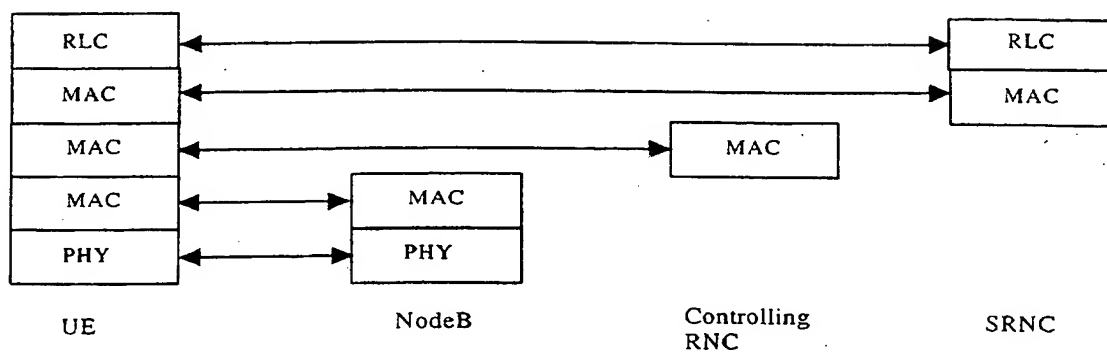 RLC RLC
MAC MAC
MAC MAC
MAC MAC
PHY PHY
UE NodeB Controlling RNC SRNC